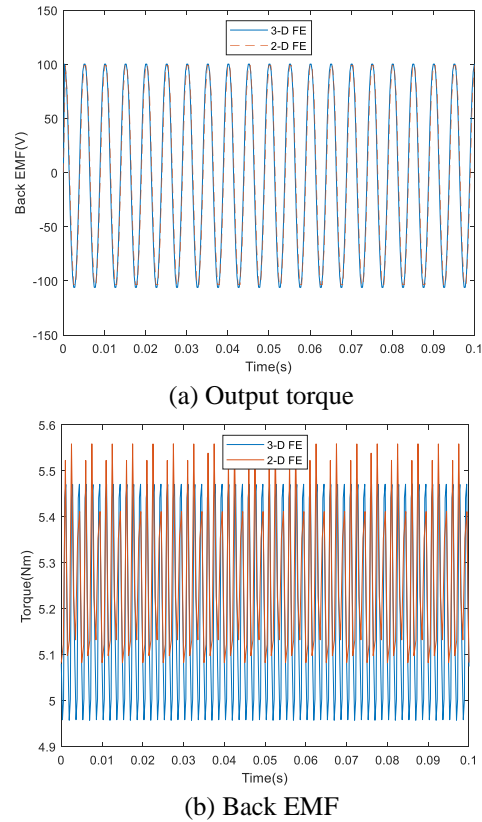 150
3-D FE
2-D FE
100
50
0
-50
-100
-150
Back EMF(V)
0 0.01 0.02 0.03 0.04 0.05 0.06 0.07 0.08 0.09 0.1
Time(s)
(a) Output torque
5.6
3-D FE
2-D FE
5.5
5.4
5.3
5.2
5.1
5
4.9
Torque(Nm)
0 0.01 0.02 0.03 0.04 0.05 0.06 0.07 0.08 0.09 0.1
Time(s)
(b) Back EMF